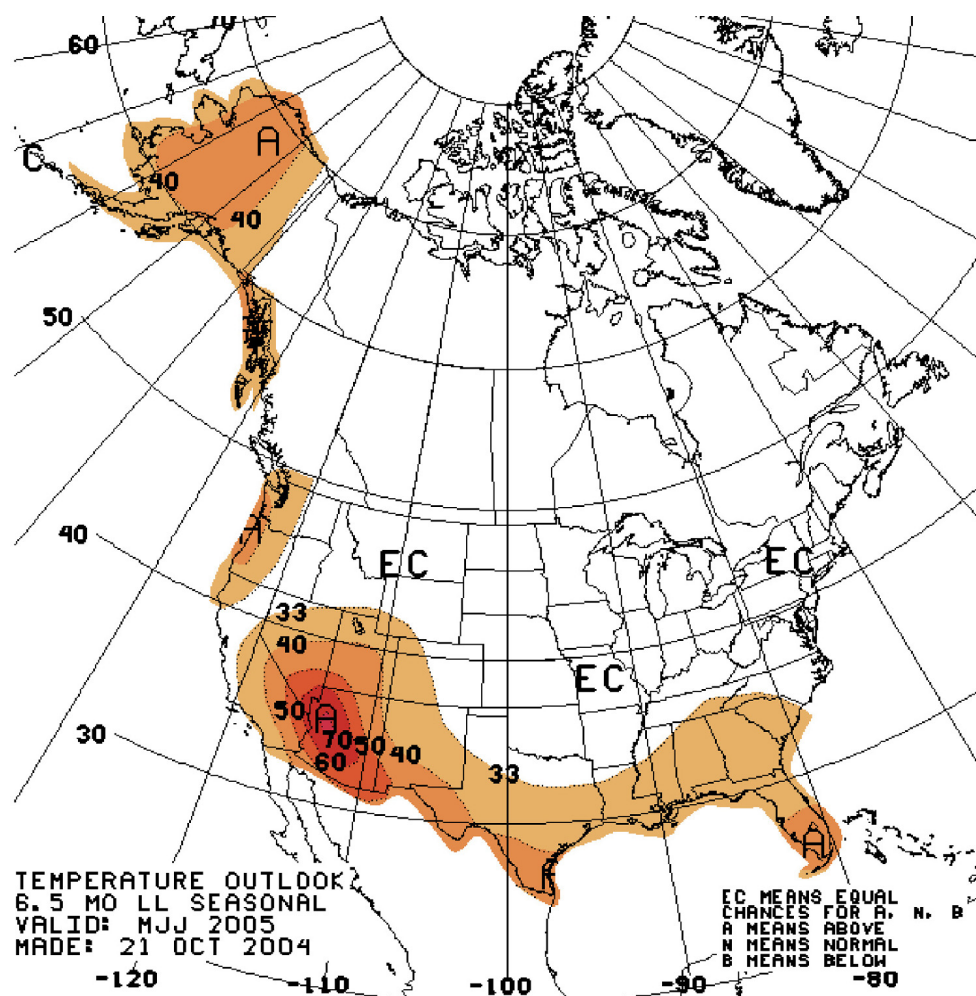 70
60
A
C
40
40
50
A
40
EC
EC
33
40
EC
50
A
70
50
40
60
33
30
A
TEMPERATURE OUTLOOK
6.5 MO LL SEASONAL
VALID: MJJ 2005
MADE: 21 OCT 2004
EC MEANS EQUAL
CHANCES FOR A, N, B
A MEANS ABOVE
N MEANS NORMAL
B MEANS BELOW
-120
-110
-100
-90
-80